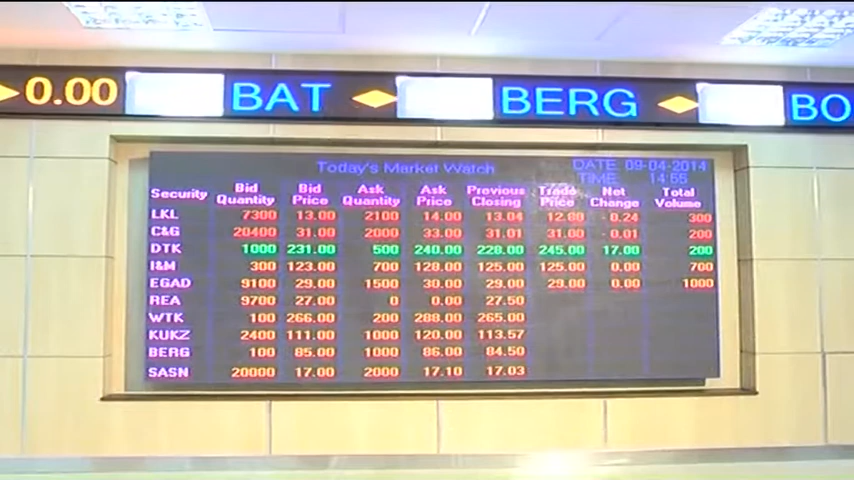 0.00 BAT BERG BO
Today's Market Watch DATE 09-04-2014
TIME 14:55
Security Bid Quantity Bid Price Ask Quantity Ask Price Previous Closing Trade Price Net Change Total Volume
LKL 7300 13.00 2100 14.00 13.04 12.80 - 0.24 300
C&G 20400 31.00 2000 33.00 31.01 31.00 - 0.01 200
DTK 1000 231.00 500 240.00 228.00 245.00 17.00 200
I&M 300 123.00 700 128.00 125.00 125.00 0.00 700
EGAD 9100 29.00 1500 30.00 29.00 29.00 0.00 1000
REA 9700 27.00 0 0.00 27.50
WTK 100 266.00 200 288.00 265.00
KUKZ 2400 111.00 1000 120.00 113.57
BERG 100 85.00 1000 86.00 84.50
SASN 20000 17.00 2000 17.10 17.03